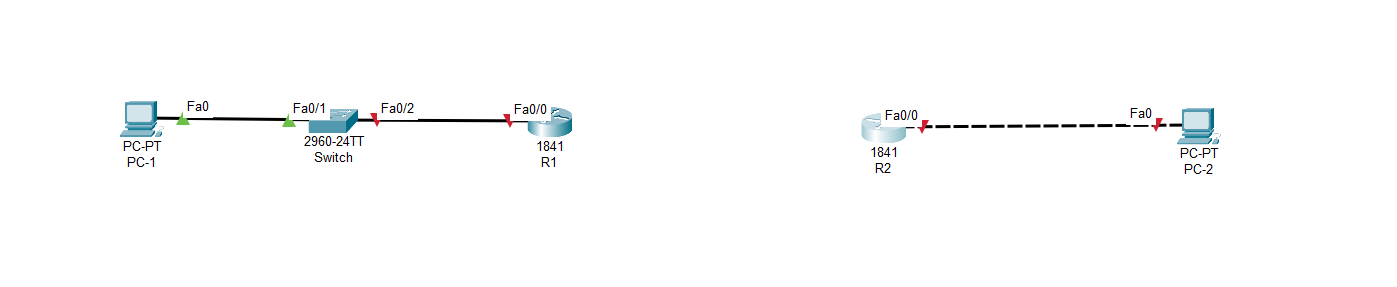 Fa0
Fa0/1
Fa0/2
Fa0/0
PC-PT
PC-1
2960-24TT
Switch
1841
R1
Fa0/0
Fa0
1841
R2
PC-PT
PC-2